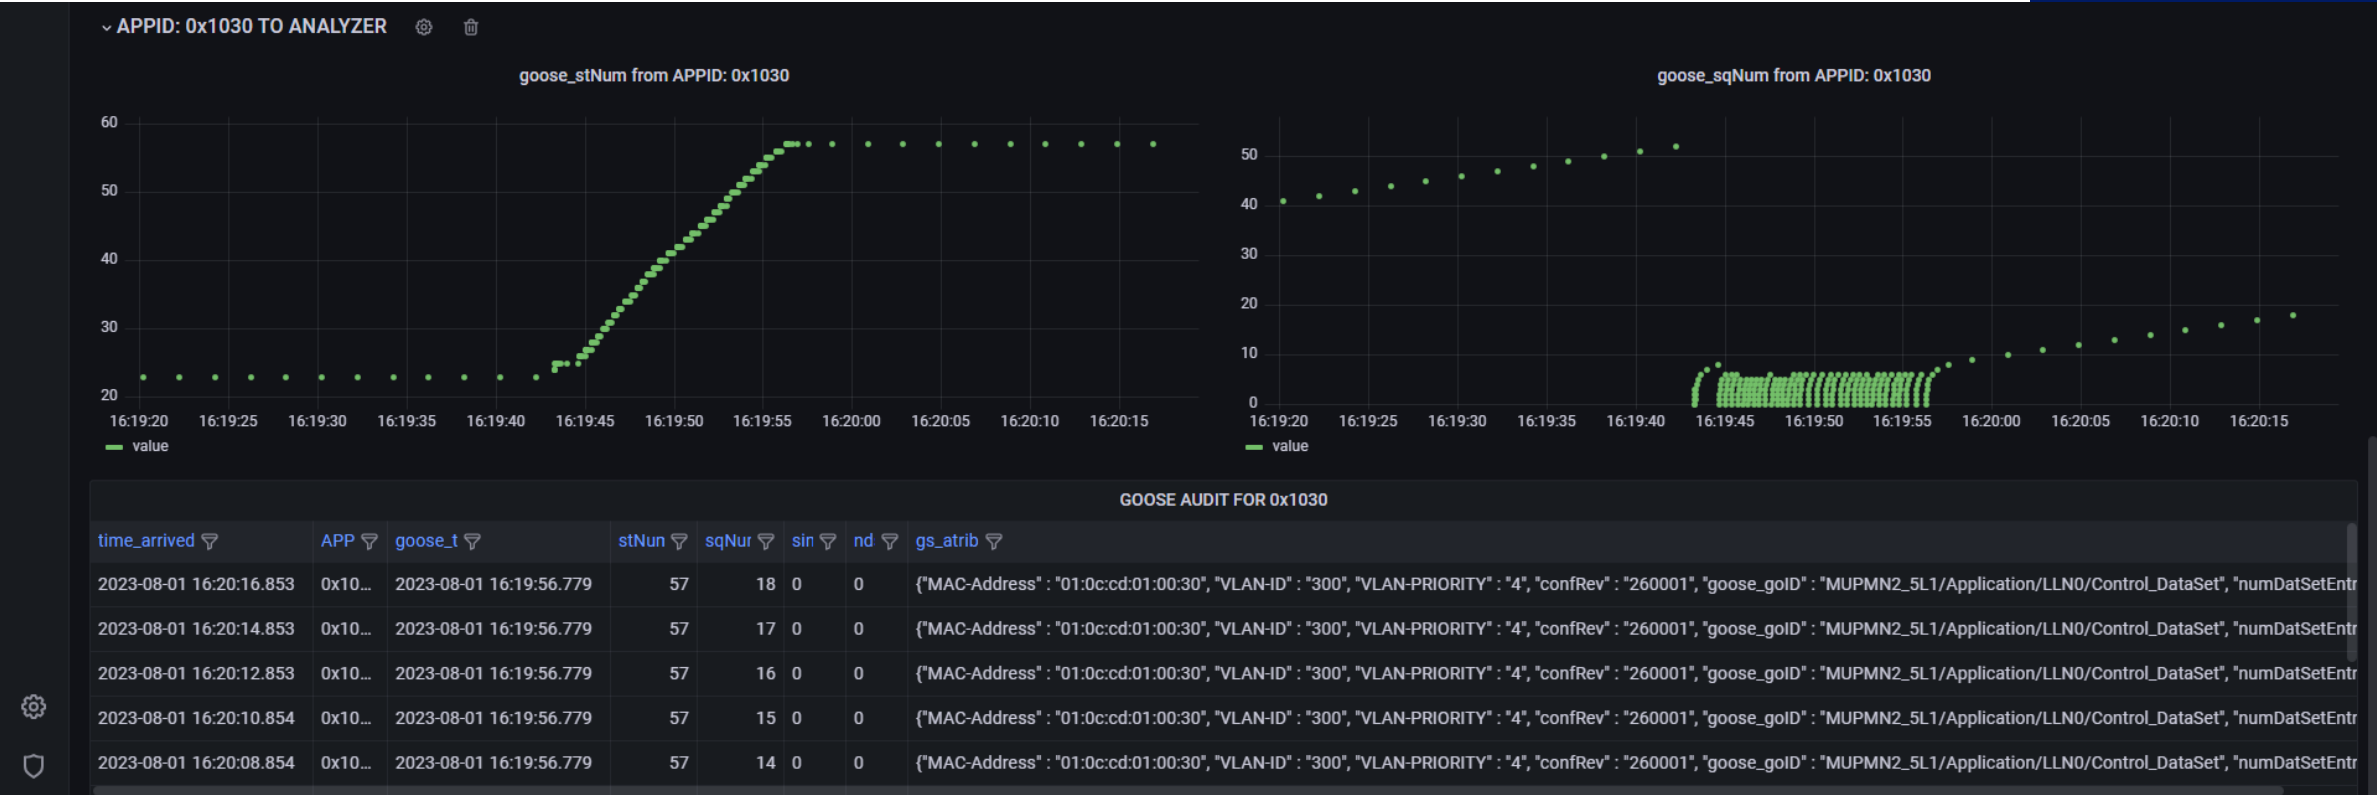 APPID: 0x1030 TO ANALYZER
goose_stNum from APPID: 0x1030
60
50
40
30
20
16:19:20 16:19:25 16:19:30 16:19:35 16:19:40 16:19:45 16:19:50 16:19:55 16:20:00 16:20:05 16:20:10 16:20:15
value
goose_sqNum from APPID: 0x1030
50
40
30
20
10
0
16:19:20 16:19:25 16:19:30 16:19:35 16:19:40 16:19:45 16:19:50 16:19:55 16:20:00 16:20:05 16:20:10 16:20:15
value
GOOSE AUDIT FOR 0x1030
time_arrived APP goose_t stNun sqNur sin nd gs_atrib
2023-08-01 16:20:16.853 0x10... 2023-08-01 16:19:56.779 57 18 0 0 {"MAC-Address" : "01:0c:cd:01:00:30", "VLAN-ID" : "300", "VLAN-PRIORITY" : "4", "confRev" : "260001", "goose_goID" : "MUPMN2_5L1/Application/LLN0/Control_DataSet", "numDatSetEntr
2023-08-01 16:20:14.853 0x10... 2023-08-01 16:19:56.779 57 17 0 0 {"MAC-Address" : "01:0c:cd:01:00:30", "VLAN-ID" : "300", "VLAN-PRIORITY" : "4", "confRev" : "260001", "goose_goID" : "MUPMN2_5L1/Application/LLN0/Control_DataSet", "numDatSetEntr
2023-08-01 16:20:12.853 0x10... 2023-08-01 16:19:56.779 57 16 0 0 {"MAC-Address" : "01:0c:cd:01:00:30", "VLAN-ID" : "300", "VLAN-PRIORITY" : "4", "confRev" : "260001", "goose_goID" : "MUPMN2_5L1/Application/LLN0/Control_DataSet", "numDatSetEntr
2023-08-01 16:20:10.854 0x10... 2023-08-01 16:19:56.779 57 15 0 0 {"MAC-Address" : "01:0c:cd:01:00:30", "VLAN-ID" : "300", "VLAN-PRIORITY" : "4", "confRev" : "260001", "goose_goID" : "MUPMN2_5L1/Application/LLN0/Control_DataSet", "numDatSetEntr
2023-08-01 16:20:08.854 0x10... 2023-08-01 16:19:56.779 57 14 0 0 {"MAC-Address" : "01:0c:cd:01:00:30", "VLAN-ID" : "300", "VLAN-PRIORITY" : "4", "confRev" : "260001", "goose_goID" : "MUPMN2_5L1/Application/LLN0/Control_DataSet", "numDatSetEntr